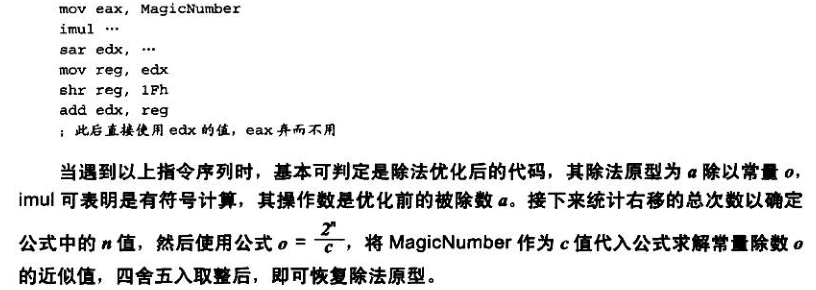 mov eax, MagicNumber
imul …
sar edx, …
mov reg, edx
shr reg, 1Fh
add edx, reg
; 此后直接使用 edx 的值，eax 弃而不用
当遇到以上指令序列时，基本可判定是除法优化后的代码，其除法原型为 a 除以常量 o，
imul 可表明是有符号计算，其操作数是优化前的被除数 a。接下来统计右移的总次数以确定
公式中的 n 值，然后使用公式 o = 2ⁿ/c，将 MagicNumber 作为 c 值代入公式求解常量除数 o
的近似值，四舍五入取整后，即可恢复除法原型。